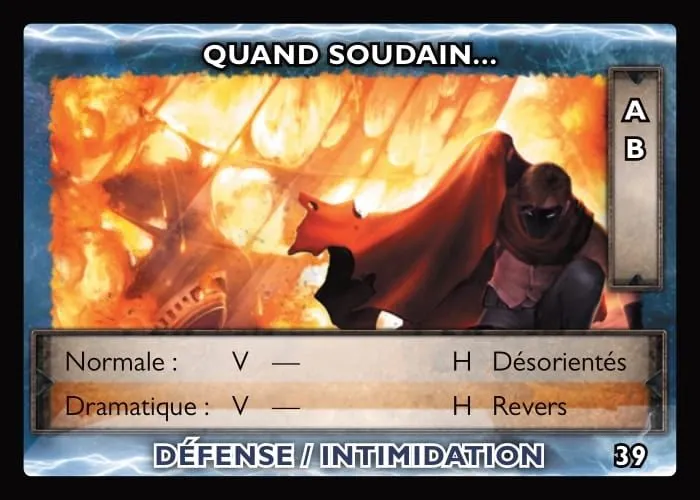 QUAND SOUDAIN...
A
B
Normale : V — H Désorientés
Dramatique : V — H Revers
DÉFENSE / INTIMIDATION 39